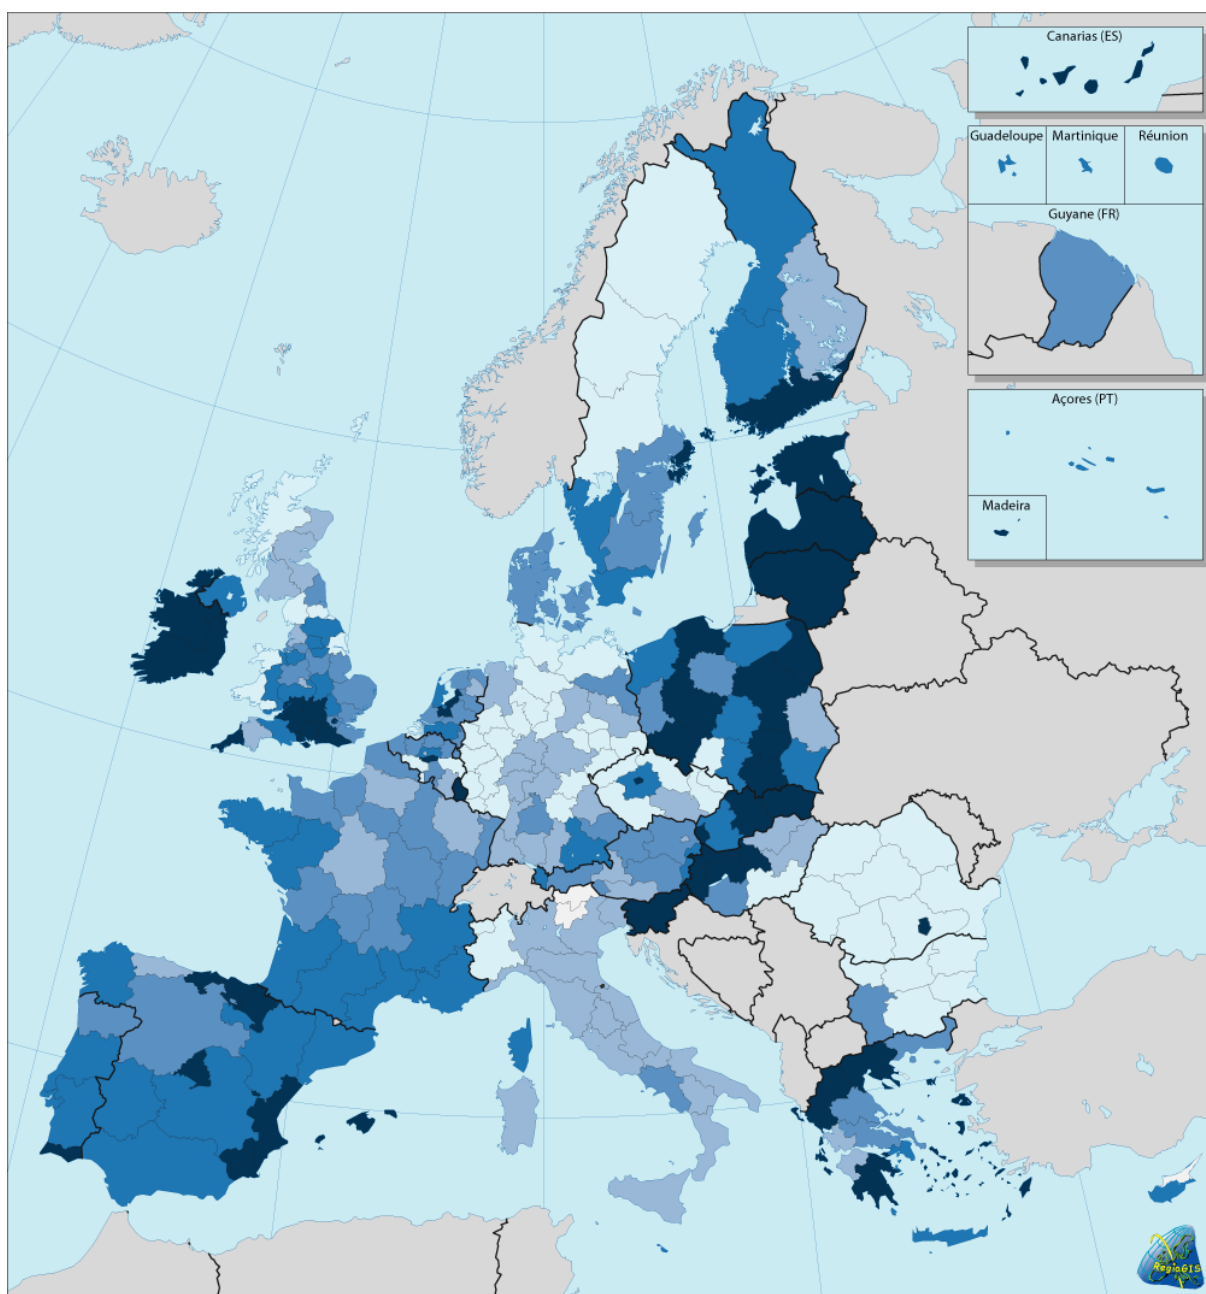 Canarias (ES)
Guadeloupe
Martinique
Réunion
Guyane (FR)
Açores (PT)
Madeira
RegioGIS